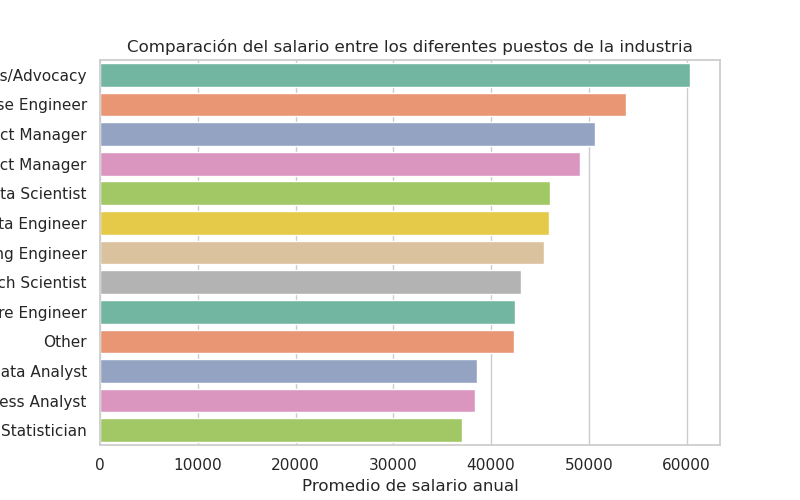 Comparación del salario entre los diferentes puestos de la industria
s/Advocacy
se Engineer
ct Manager
ct Manager
ta Scientist
ta Engineer
ng Engineer
ch Scientist
re Engineer
Other
ata Analyst
ess Analyst
Statistician
0 10000 20000 30000 40000 50000 60000
Promedio de salario anual